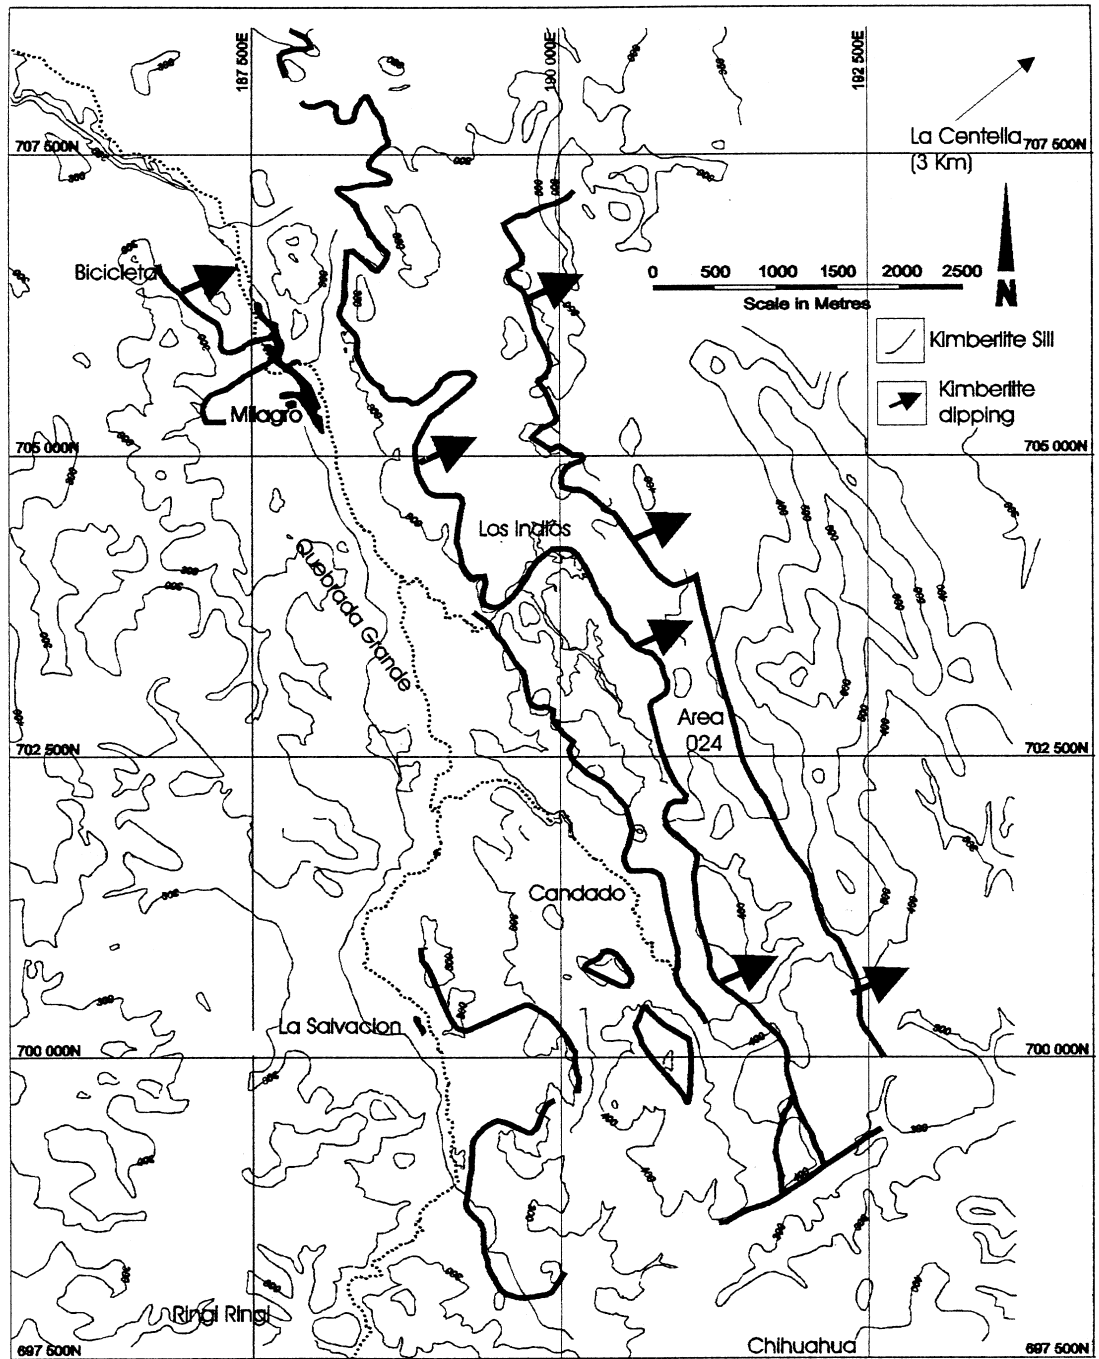 187 500E
190 000E
192 500E
La Centella
(3 Km)
707 500N
707 500N
Bicicleta
0 500 1000 1500 2000 2500
Scale in Metres
N
Kimberlite Sill
Kimberlite
dipping
Milagro
705 000N
705 000N
Los Indios
Quebrada Grande
Area
024
702 500N
702 500N
Candado
La Salvacion
700 000N
700 000N
Ringi Ringi
Chihuahua
697 500N
697 500N